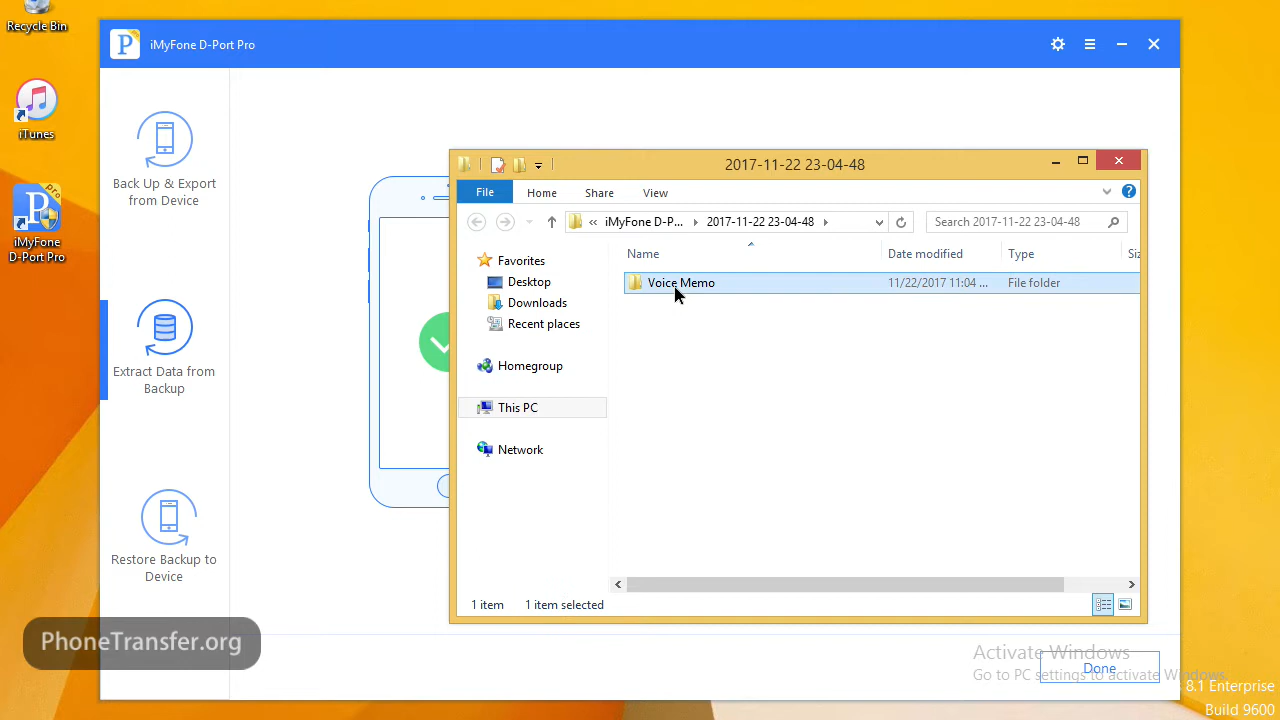 Recycle Bin
iTunes
iMyFone
D-Port Pro
P
iMyFone D-Port Pro
Back Up & Export
from Device
Extract Data from
Backup
Restore Backup to
Device
2017-11-22 23-04-48
File
Home
Share
View
« iMyFone D-P...
2017-11-22 23-04-48
Search 2017-11-22 23-04-48
Favorites
Desktop
Downloads
Recent places
Homegroup
This PC
Network
Name
Date modified
Type
Siz
Voice Memo
11/22/2017 11:04 ...
File folder
1 item
1 item selected
PhoneTransfer.org
Activate Windows
Go to PC settings to activate Windows.
Done
8.1 Enterprise
Build 9600